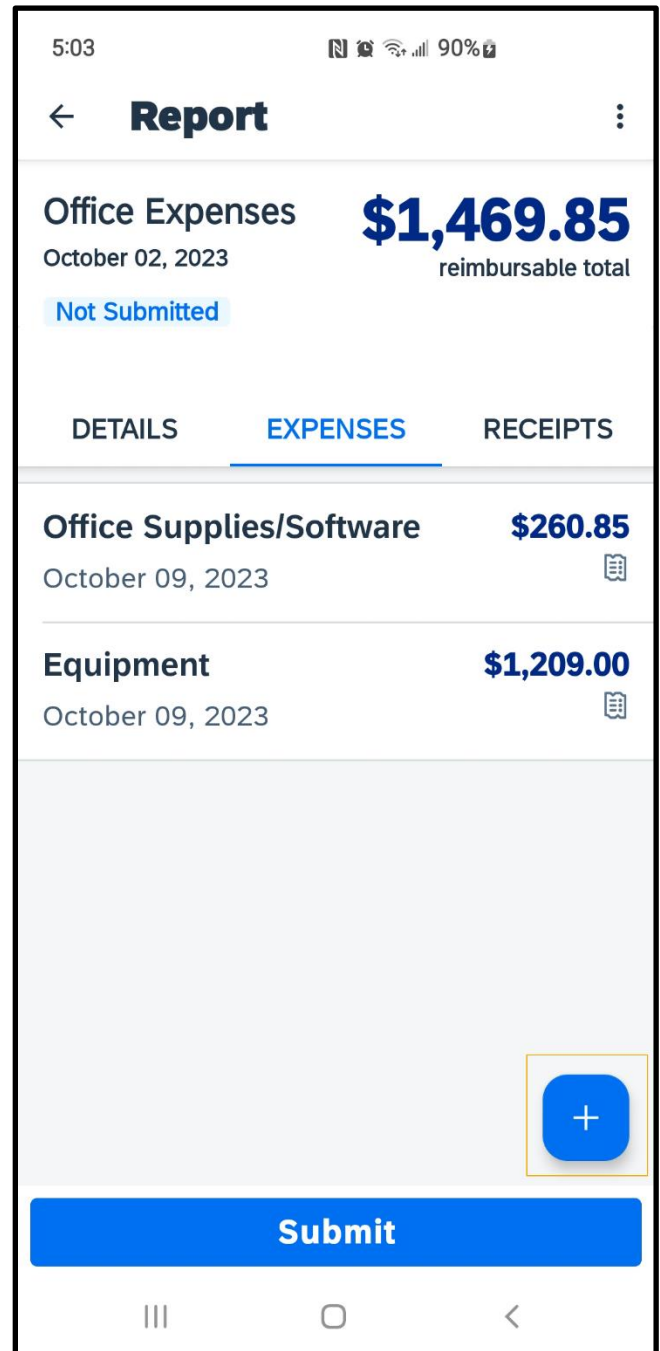 5:03 90%
Report
Office Expenses $1,469.85
October 02, 2023 reimbursable total
Not Submitted
DETAILS EXPENSES RECEIPTS
Office Supplies/Software $260.85
October 09, 2023
Equipment $1,209.00
October 09, 2023
+
Submit